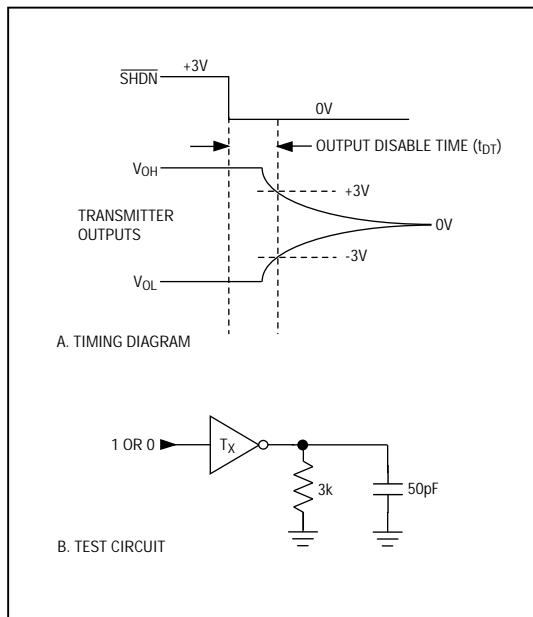 +3V
SHDN
0V
OUTPUT DISABLE TIME (tDT)
VOH
+3V
TRANSMITTER
OUTPUTS
0V
-3V
VOL
A. TIMING DIAGRAM
1 OR 0
TX
3k
50pF
B. TEST CIRCUIT